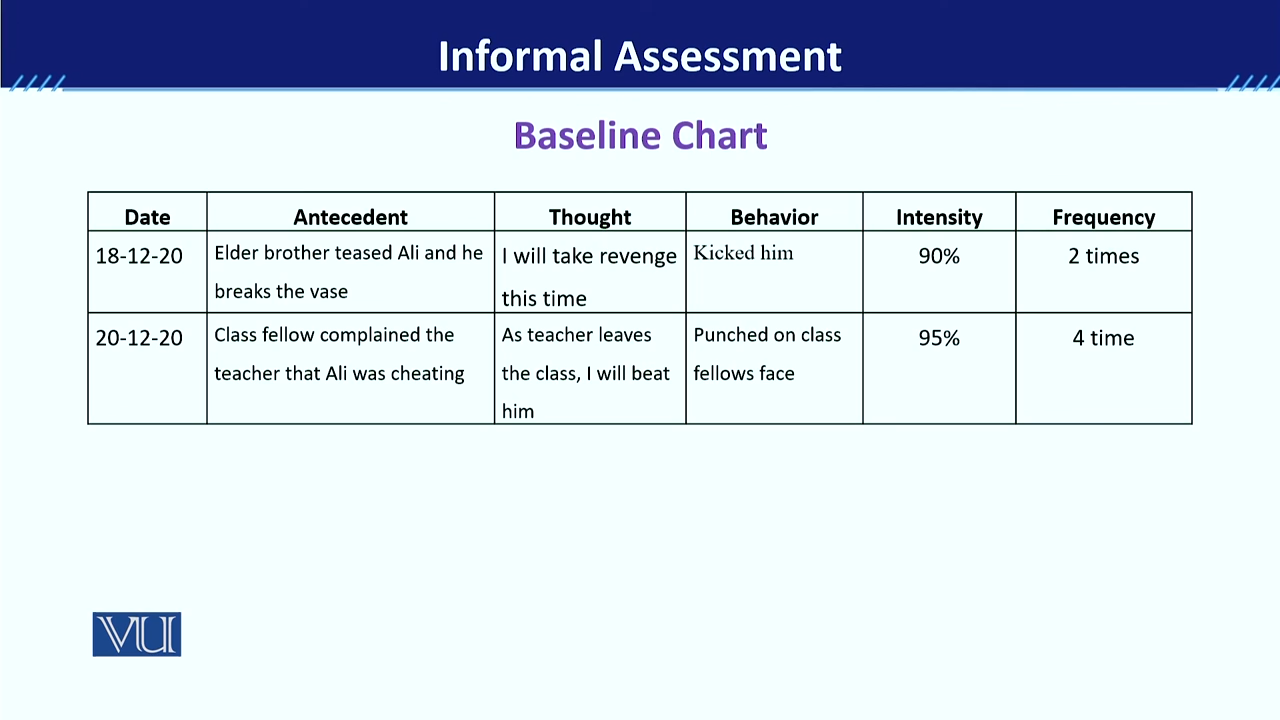 Informal Assessment
Baseline Chart
Date Antecedent Thought Behavior Intensity Frequency
18-12-20 Elder brother teased Ali and he I will take revenge Kicked him 90% 2 times
breaks the vase this time
20-12-20 Class fellow complained the As teacher leaves Punched on class 95% 4 time
teacher that Ali was cheating the class, I will beat fellows face
him
VU